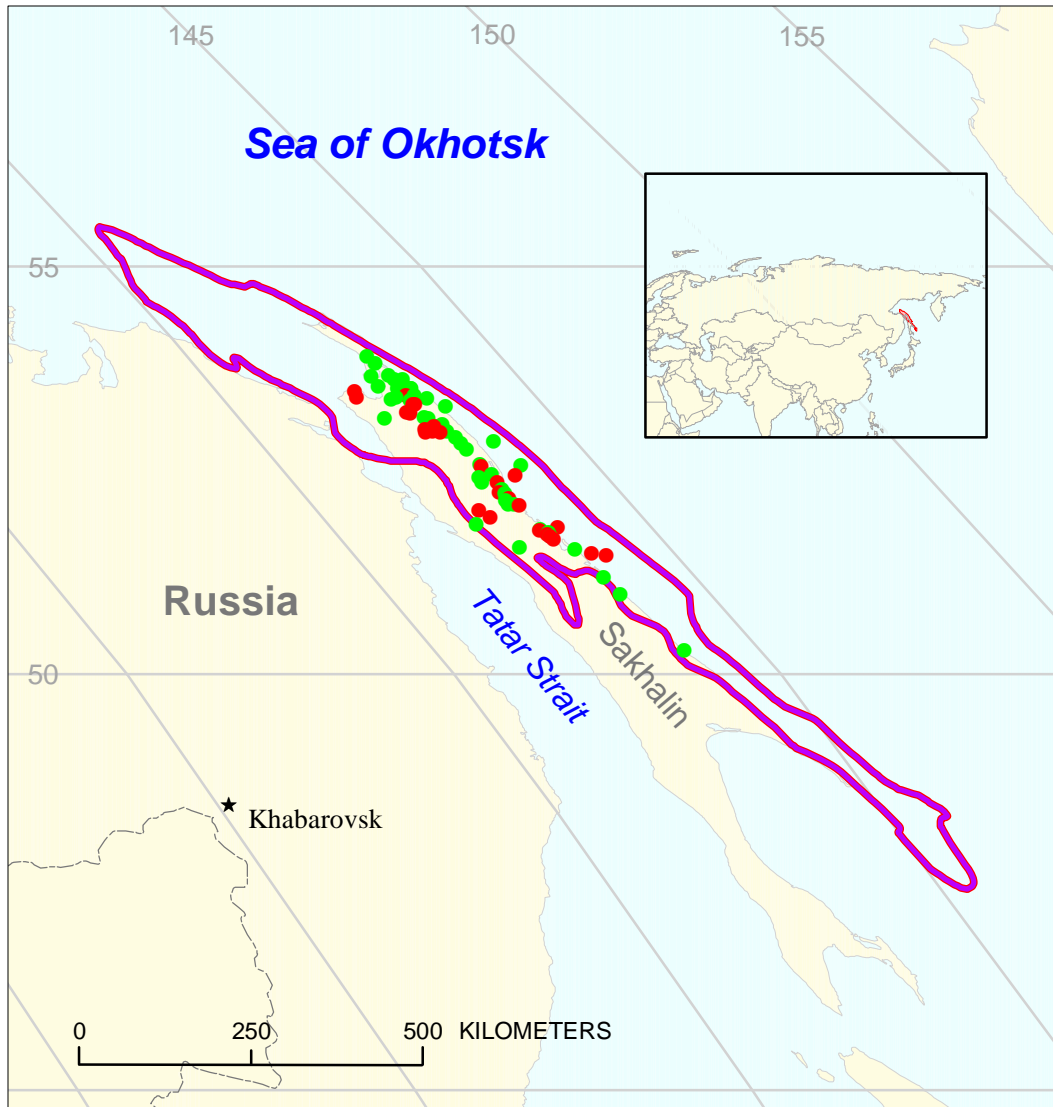 145
150
155
Sea of Okhotsk
55
Russia
Tatar Strait
Sakhalin
50
Khabarovsk
0 250 500 KILOMETERS